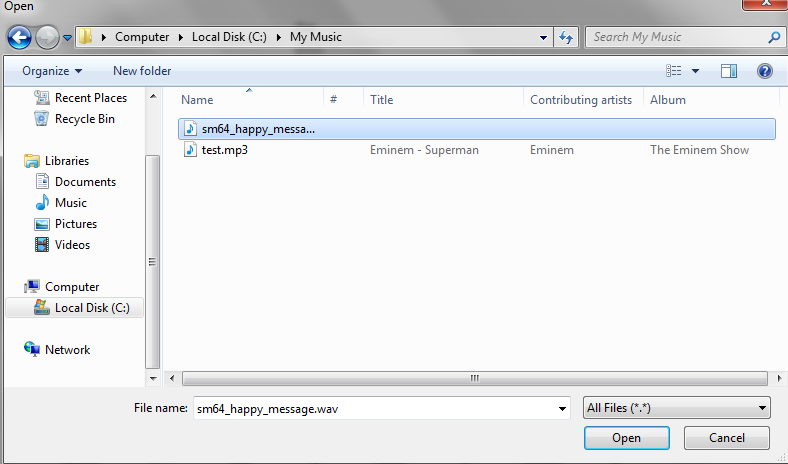 Open
Computer Local Disk (C:) My Music Search My Music
Organize New folder
Name # Title Contributing artists Album
sm64_happy_messa...
test.mp3 Eminem - Superman Eminem The Eminem Show
Recent Places
Recycle Bin
Libraries
Documents
Music
Pictures
Videos
Computer
Local Disk (C:)
Network
File name: sm64_happy_message.wav All Files (*.*)
Open Cancel